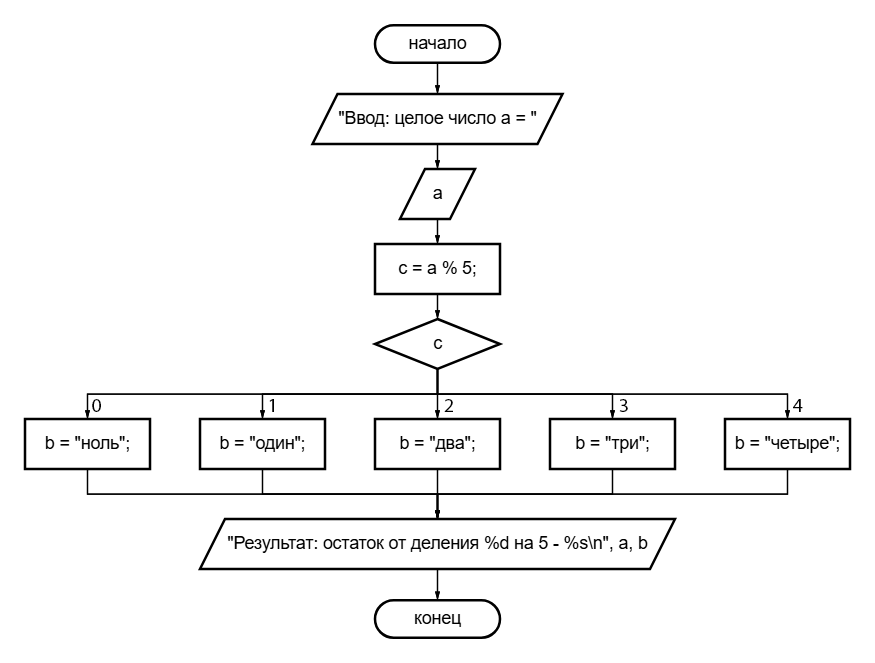 начало
"Ввод: целое число a = "
a
c = a % 5;
c
0 1 2 3 4
b = "ноль"; b = "один"; b = "два"; b = "три"; b = "четыре";
"Результат: остаток от деления %d на 5 - %s\n", a, b
конец